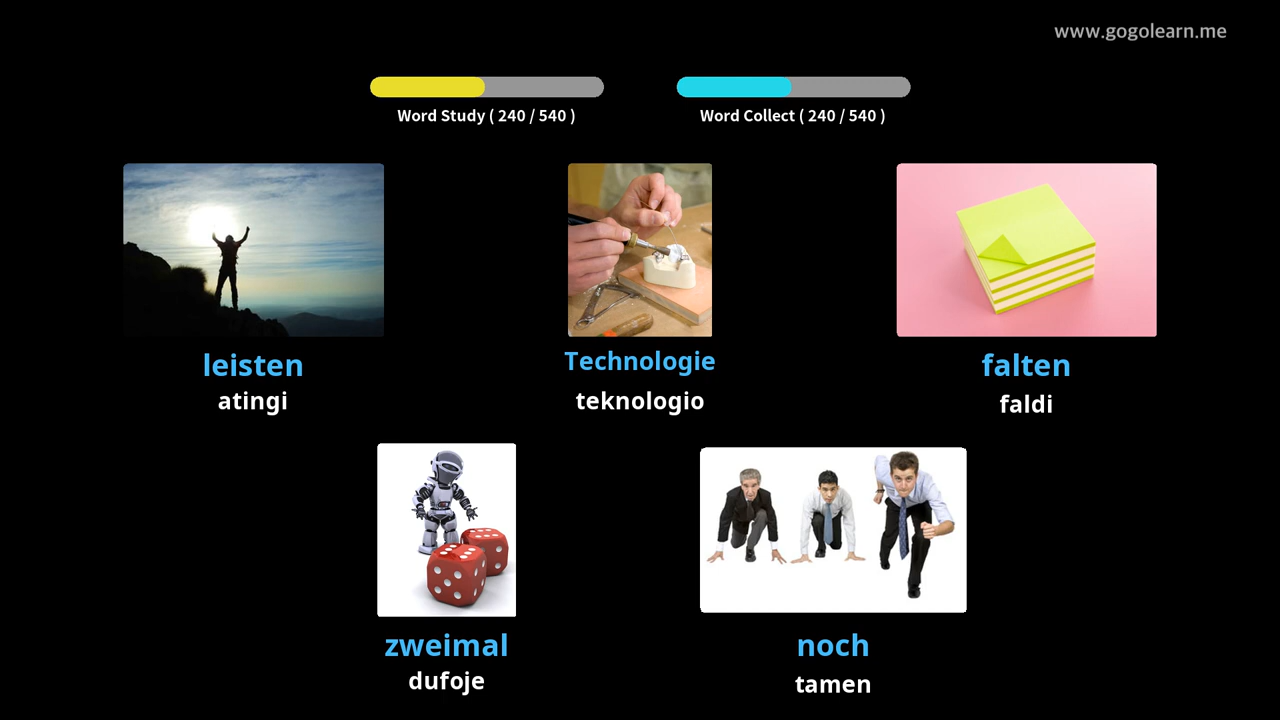 www.gogolearn.me
Word Study ( 240 / 540 )
Word Collect ( 240 / 540 )
leisten
atingi
Technologie
teknologio
falten
faldi
zweimal
dufoje
noch
tamen